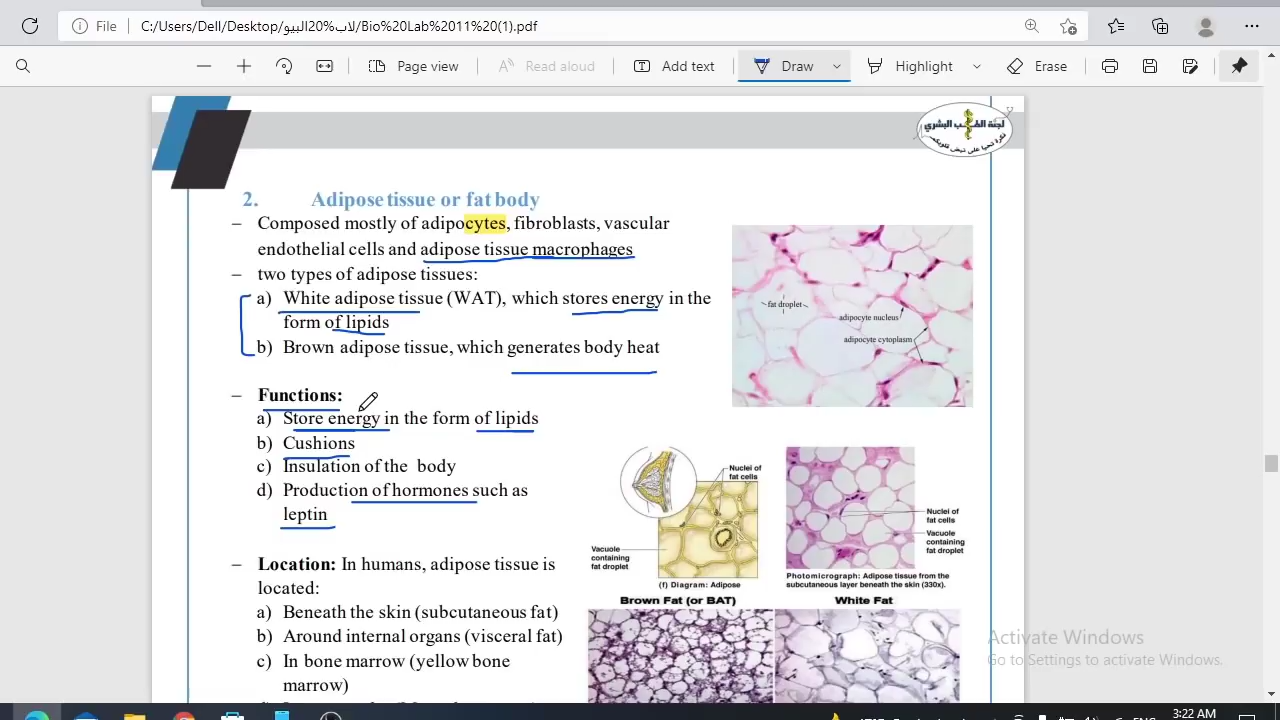 File C:/Users/Dell/Desktop/لاب%20البيو/Bio%20Lab%2011%20(1).pdf
Page view Read aloud Add text Draw Highlight Erase
لجنة الطب البشري
2. Adipose tissue or fat body
– Composed mostly of adipocytes, fibroblasts, vascular
endothelial cells and adipose tissue macrophages
– two types of adipose tissues:
a) White adipose tissue (WAT), which stores energy in the
form of lipids
b) Brown adipose tissue, which generates body heat
– Functions:
a) Store energy in the form of lipids
b) Cushions
c) Insulation of the body
d) Production of hormones such as
leptin
– Location: In humans, adipose tissue is
located:
a) Beneath the skin (subcutaneous fat)
b) Around internal organs (visceral fat)
c) In bone marrow (yellow bone
marrow)
fat droplet
adipocyte nucleus
adipocyte cytoplasm
Nuclei of
fat cells
Vacuole
containing
fat droplet
(f) Diagram: Adipose
Nuclei of
fat cells
Vacuole
containing
fat droplet
Photomicrograph: Adipose tissue from the
subcutaneous layer beneath the skin (330x).
Brown Fat (or BAT) White Fat
Activate Windows
Go to Settings to activate Windows.
ENG 3:22 AM